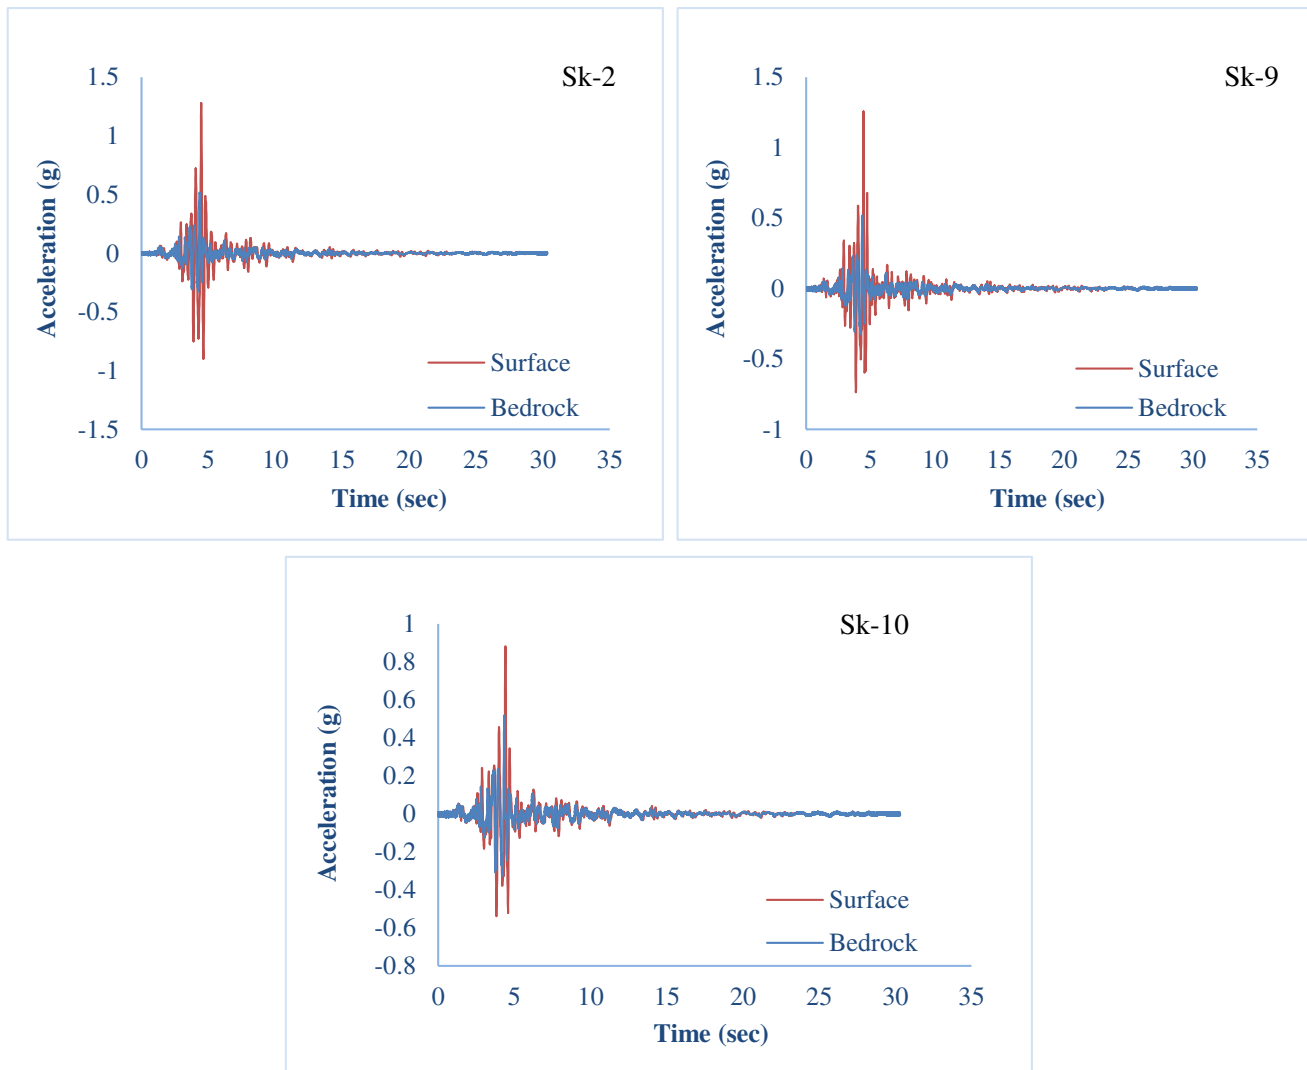 Sk-2
1.5
1
0.5
0
-0.5
-1
-1.5
Acceleration (g)
Surface
Bedrock
0 5 10 15 20 25 30 35
Time (sec)
Sk-9
1.5
1
0.5
0
-0.5
-1
Acceleration (g)
Surface
Bedrock
0 5 10 15 20 25 30 35
Time (sec)
Sk-10
1
0.8
0.6
0.4
0.2
0
-0.2
-0.4
-0.6
-0.8
Acceleration (g)
Surface
Bedrock
0 5 10 15 20 25 30 35
Time (sec)